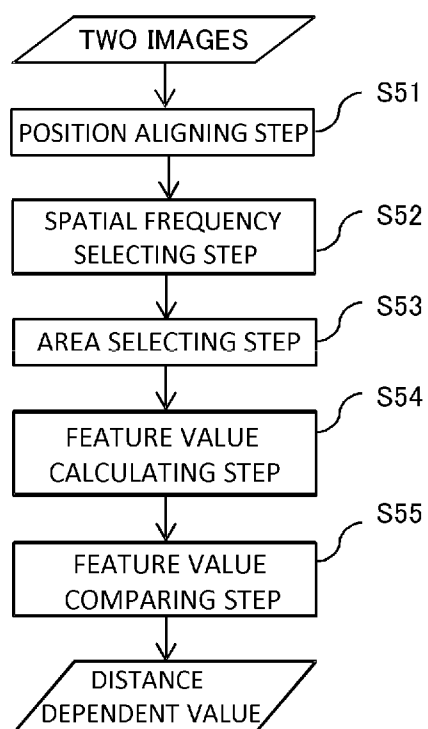 TWO IMAGES
S51
POSITION ALIGNING STEP
S52
SPATIAL FREQUENCY
SELECTING STEP
S53
AREA SELECTING STEP
S54
FEATURE VALUE
CALCULATING STEP
S55
FEATURE VALUE
COMPARING STEP
DISTANCE
DEPENDENT VALUE